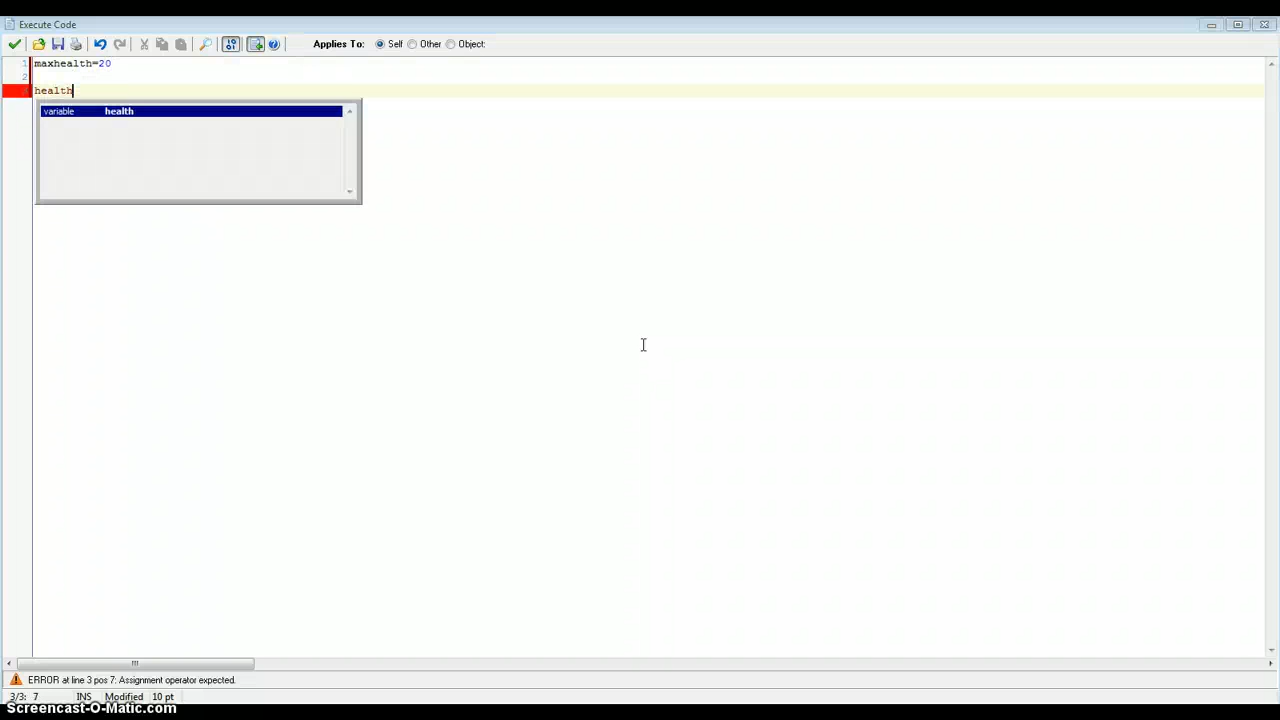 Execute Code
Applies To: Self Other Object:
1 maxhealth=20
2
health
variable health
ERROR at line 3 pos 7: Assignment operator expected.
3/3: 7 INS Modified 10 pt
Screencast-O-Matic.com